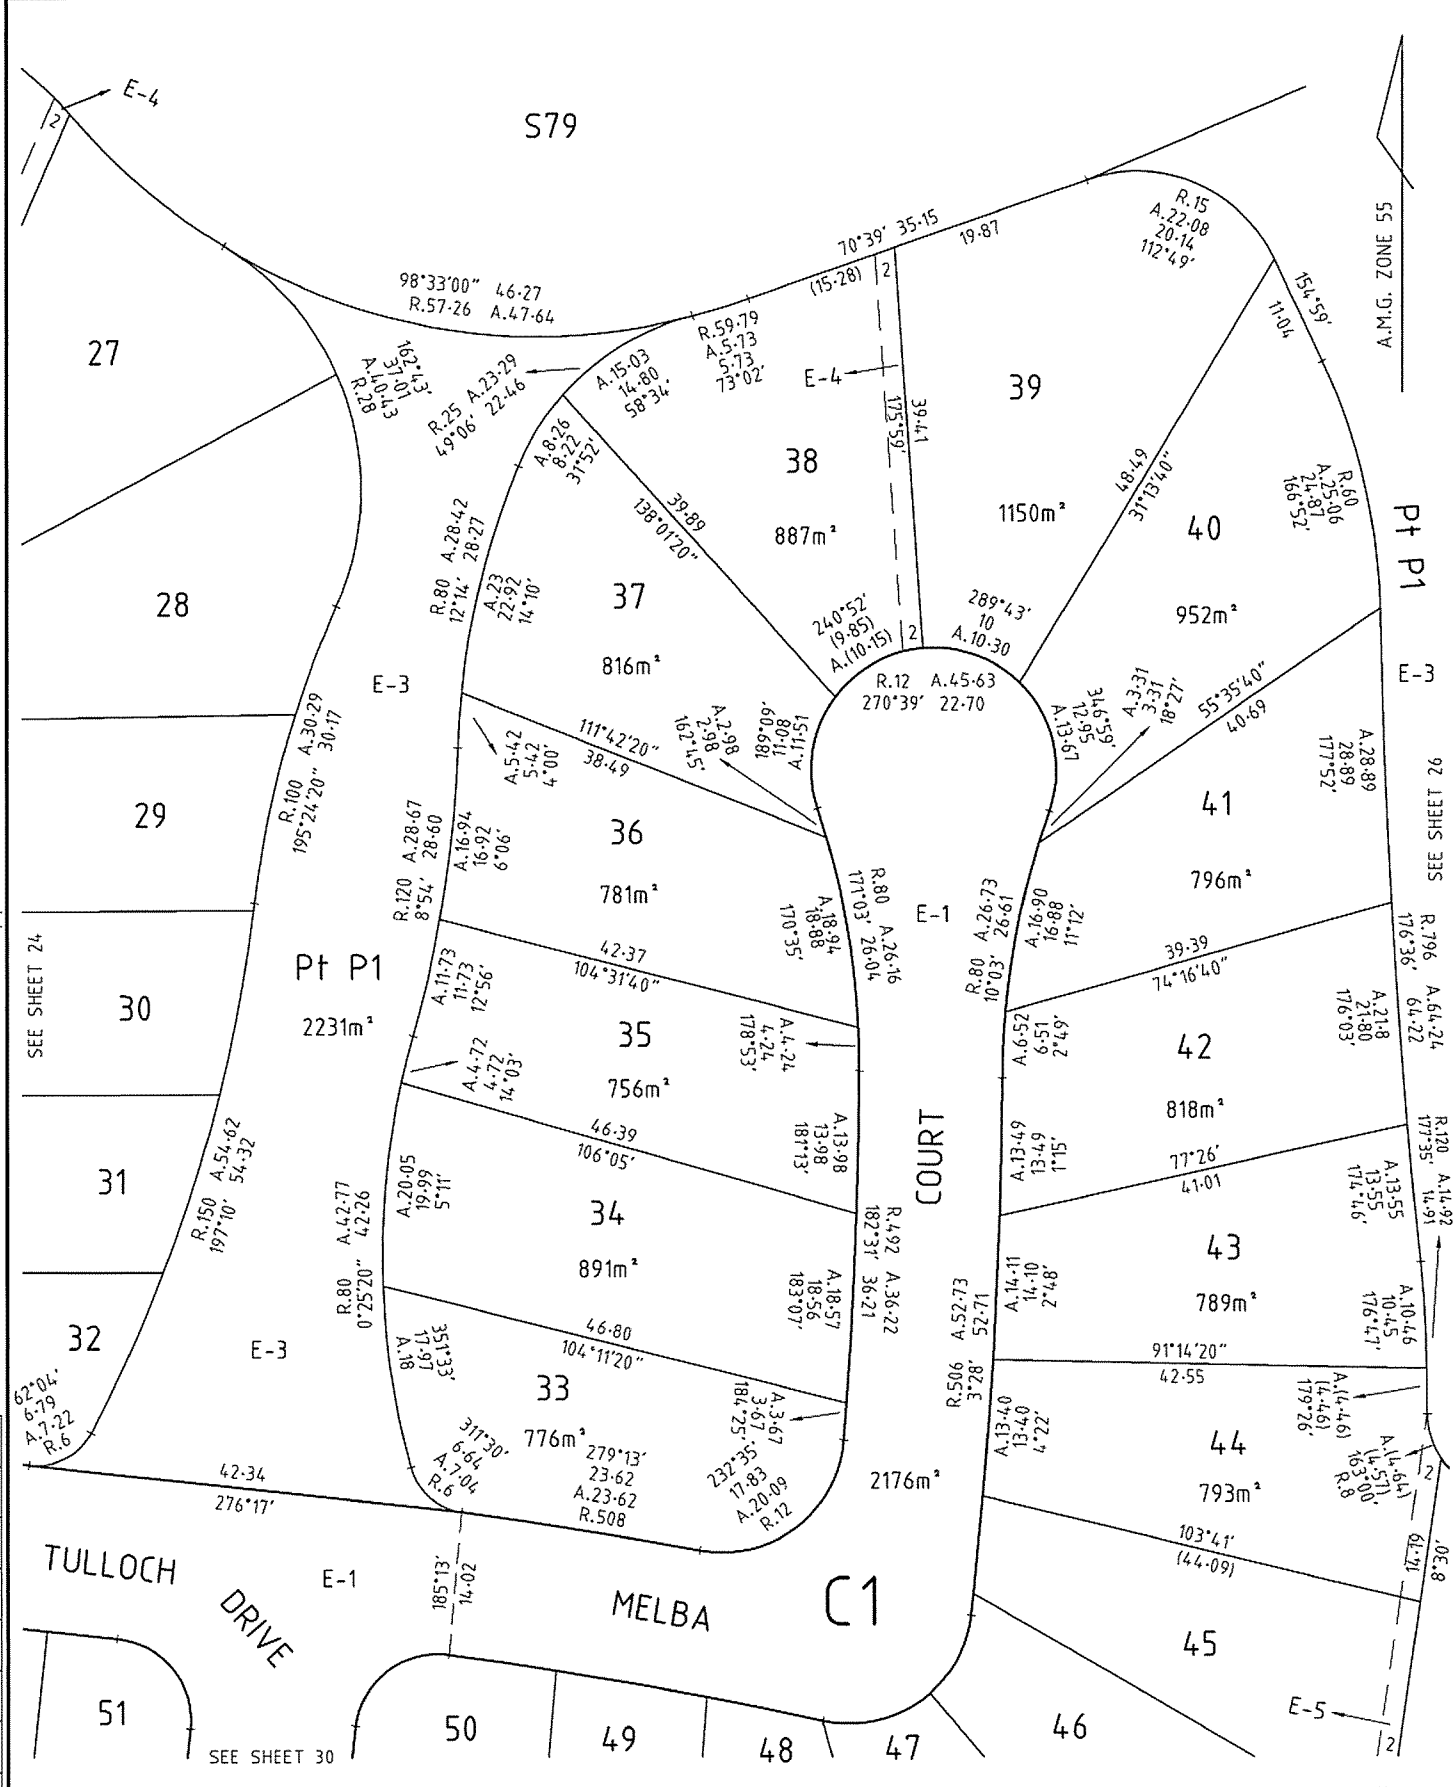 E-4
2
S79
70°39' 35·15
19·87
(15·28)
2
R.15
A.22·08
20·14
112°49'
A.M.G. ZONE 55
98°33'00" 46·27
R.57·26 A.47·64
154°59'
11·04
27
162°43'
37·01
A.40·43
R.28
R.25 A.23·29
49°06' 22·46
A.15·03
14·80
58°34'
R.59·79
A.5·73
5·73
73°02'
E-4
39·41
175°59'
39
1150m²
38
887m²
A.8·26
8·22
31°52'
39·89
138°01'20"
48·49
31°13'40"
R.60
A.25·06
24·87
166°52'
Pt P1
40
952m²
R.80 A.28·42
12°14' 28·27
A.23
22·92
14°10'
37
816m²
28
240°52'
(9·85)
A.(10·15)
2
289°43'
10
A.10·30
E-3
E-3
R.12 A.45·63
270°39' 22·70
A.3·31
3·31
18°27'
346°59'
12·95
A.13·67
55°35'40"
40·69
R.100 A.30·29
195°24'20" 30·17
A.5·42
5·42
4°00'
111°42'20"
38·49
A.2·98
2·98
162°45'
189°09'
11·08
A.11·51
A.28·89
28·89
177°52'
SEE SHEET 26
29
36
781m²
41
796m²
R.120 A.28·67
8°54' 28·60
A.16·94
16·92
6°06'
R.80 A.26·16
171°03' 26·04
A.18·94
18·88
170°35'
E-1
R.80 A.26·73
10°03' 26·61
A.16·90
16·88
11°12'
SEE SHEET 24
Pt P1
2231m²
A.11·73
11·73
12°56'
42·37
104°31'40"
39·39
74°16'40"
R.796 A.64·24
176°36' 64·22
30
35
756m²
A.4·24
4·24
178°53'
A.6·52
6·51
2°49'
42
818m²
A.21·8
21·80
176°03'
A.4·72
4·72
14°03'
46·39
106°05'
A.13·98
13·98
181°13'
COURT
A.13·49
13·49
1°15'
77°26'
41·01
R.120 A.14·92
177°35' 14·91
A.13·55
13·55
174°46'
31
R.150 A.54·62
197°10' 54·32
R.80 A.42·77
0°25'20" 42·26
A.20·05
19·99
5°11'
34
891m²
R.492 A.36·22
182°31' 36·21
A.18·57
18·56
183°07'
R.506 A.52·73
3°28' 52·71
A.14·11
14·10
2°48'
43
789m²
A.10·46
10·45
176°47'
32
E-3
351°33'
17·97
A.18
46·80
104°11'20"
91°14'20"
42·55
33
776m²
A.3·67
3·67
184°25'
A.13·40
13·40
4°22'
A.(4·46)
(4·46)
179°26'
62°04'
6·79
A.7·22
R.6
311°30'
6·64
A.7·04
R.6
279°13'
23·62
A.23·62
R.508
232°35'
17·83
A.20·09
R.12
2176m²
44
793m²
A.(4·64)
(4·57)
163°00'
R.8
2
42·34
276°17'
103°41'
(44·09)
14·19
8°30'
TULLOCH
DRIVE
E-1
185°13'
14·02
MELBA
C1
45
E-5
2
51
50
49
48
47
46
SEE SHEET 30